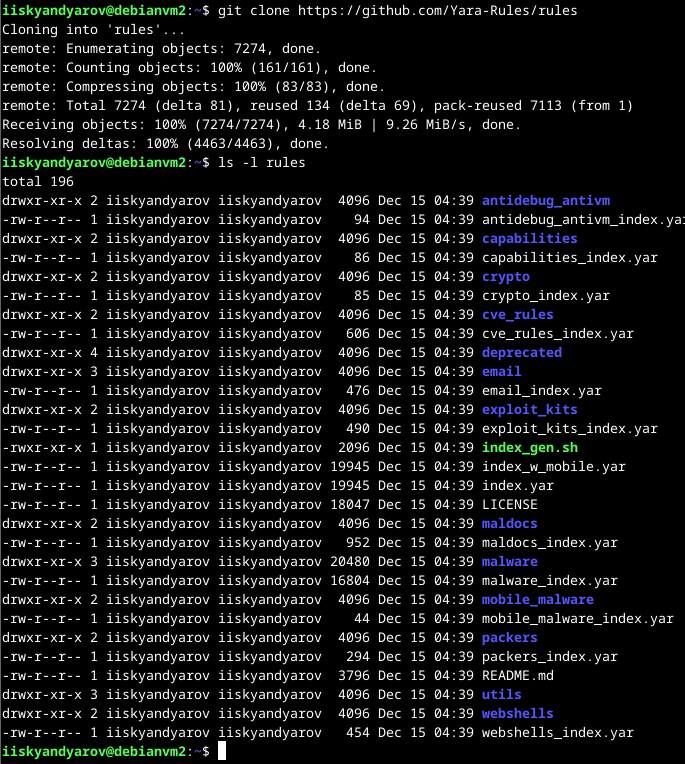 iiskyandyarov@debianvm2:~$ git clone https://github.com/Yara-Rules/rules
Cloning into 'rules'...
remote: Enumerating objects: 7274, done.
remote: Counting objects: 100% (161/161), done.
remote: Compressing objects: 100% (83/83), done.
remote: Total 7274 (delta 81), reused 134 (delta 69), pack-reused 7113 (from 1)
Receiving objects: 100% (7274/7274), 4.18 MiB | 9.26 MiB/s, done.
Resolving deltas: 100% (4463/4463), done.
iiskyandyarov@debianvm2:~$ ls -l rules
total 196
drwxr-xr-x 2 iiskyandyarov iiskyandyarov  4096 Dec 15 04:39 antidebug_antivm
-rw-r--r-- 1 iiskyandyarov iiskyandyarov    94 Dec 15 04:39 antidebug_antivm_index.yar
drwxr-xr-x 2 iiskyandyarov iiskyandyarov  4096 Dec 15 04:39 capabilities
-rw-r--r-- 1 iiskyandyarov iiskyandyarov    86 Dec 15 04:39 capabilities_index.yar
drwxr-xr-x 2 iiskyandyarov iiskyandyarov  4096 Dec 15 04:39 crypto
-rw-r--r-- 1 iiskyandyarov iiskyandyarov    85 Dec 15 04:39 crypto_index.yar
drwxr-xr-x 2 iiskyandyarov iiskyandyarov  4096 Dec 15 04:39 cve_rules
-rw-r--r-- 1 iiskyandyarov iiskyandyarov   606 Dec 15 04:39 cve_rules_index.yar
drwxr-xr-x 4 iiskyandyarov iiskyandyarov  4096 Dec 15 04:39 deprecated
drwxr-xr-x 3 iiskyandyarov iiskyandyarov  4096 Dec 15 04:39 email
-rw-r--r-- 1 iiskyandyarov iiskyandyarov   476 Dec 15 04:39 email_index.yar
drwxr-xr-x 2 iiskyandyarov iiskyandyarov  4096 Dec 15 04:39 exploit_kits
-rw-r--r-- 1 iiskyandyarov iiskyandyarov   490 Dec 15 04:39 exploit_kits_index.yar
-rwxr-xr-x 1 iiskyandyarov iiskyandyarov  2096 Dec 15 04:39 index_gen.sh
-rw-r--r-- 1 iiskyandyarov iiskyandyarov 19945 Dec 15 04:39 index_w_mobile.yar
-rw-r--r-- 1 iiskyandyarov iiskyandyarov 19945 Dec 15 04:39 index.yar
-rw-r--r-- 1 iiskyandyarov iiskyandyarov 18047 Dec 15 04:39 LICENSE
drwxr-xr-x 2 iiskyandyarov iiskyandyarov  4096 Dec 15 04:39 maldocs
-rw-r--r-- 1 iiskyandyarov iiskyandyarov   952 Dec 15 04:39 maldocs_index.yar
drwxr-xr-x 3 iiskyandyarov iiskyandyarov 20480 Dec 15 04:39 malware
-rw-r--r-- 1 iiskyandyarov iiskyandyarov 16804 Dec 15 04:39 malware_index.yar
drwxr-xr-x 2 iiskyandyarov iiskyandyarov  4096 Dec 15 04:39 mobile_malware
-rw-r--r-- 1 iiskyandyarov iiskyandyarov    44 Dec 15 04:39 mobile_malware_index.yar
drwxr-xr-x 2 iiskyandyarov iiskyandyarov  4096 Dec 15 04:39 packers
-rw-r--r-- 1 iiskyandyarov iiskyandyarov   294 Dec 15 04:39 packers_index.yar
-rw-r--r-- 1 iiskyandyarov iiskyandyarov  3796 Dec 15 04:39 README.md
drwxr-xr-x 3 iiskyandyarov iiskyandyarov  4096 Dec 15 04:39 utils
drwxr-xr-x 2 iiskyandyarov iiskyandyarov  4096 Dec 15 04:39 webshells
-rw-r--r-- 1 iiskyandyarov iiskyandyarov   454 Dec 15 04:39 webshells_index.yar
iiskyandyarov@debianvm2:~$